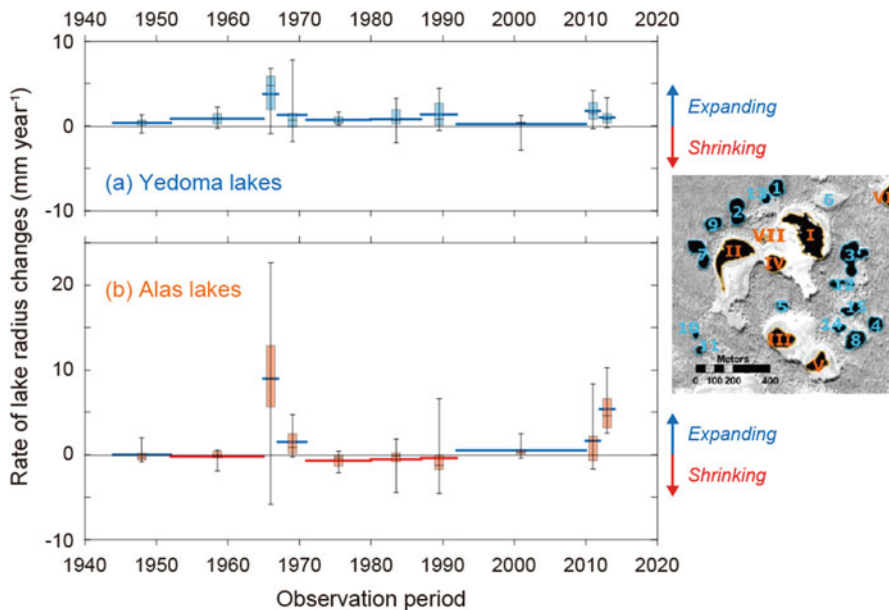 1940 1950 1960 1970 1980 1990 2000 2010 2020
10
0
-10
Expanding
Shrinking
(a) Yedoma lakes
Rate of lake radius changes (mm year⁻¹)
(b) Alas lakes
20
10
0
-10
Expanding
Shrinking
1940 1950 1960 1970 1980 1990 2000 2010 2020
Observation period
13 1 6
2
9 VII I
7 II IV 3
5
10 III 14 8 4
11 V
Meters
0 100 200 400